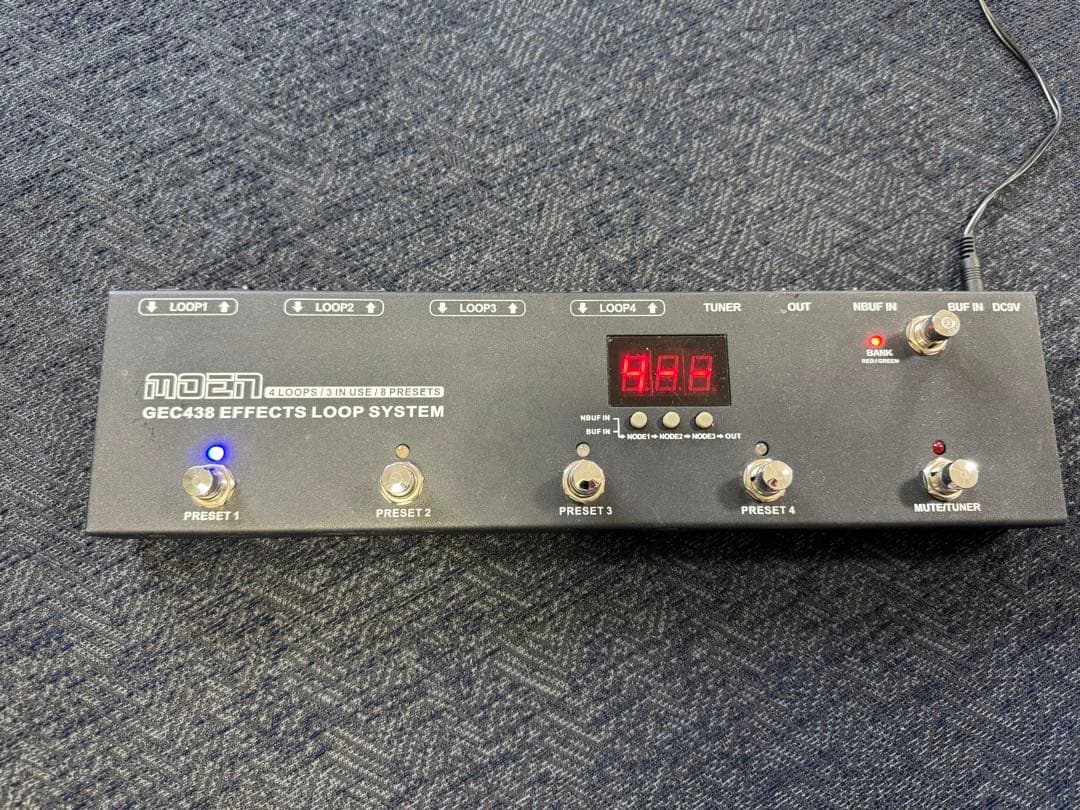 LOOP1
LOOP2
LOOP3
LOOP4
TUNER
OUT
NBUF IN
BUF IN
DC9V
BANK
RED/GREEN
MOEN
4 LOOPS / 3 IN USE / 8 PRESETS
GEC438 EFFECTS LOOP SYSTEM
NBUF IN
BUF IN
NODE1 → NODE2 → NODE3 → OUT
PRESET 1
PRESET 2
PRESET 3
PRESET 4
MUTE/TUNER